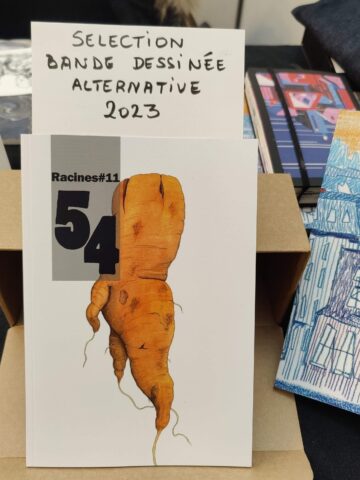 SELECTION
BANDE DESSINÉE
ALTERNATIVE
2023
Racines#11
54